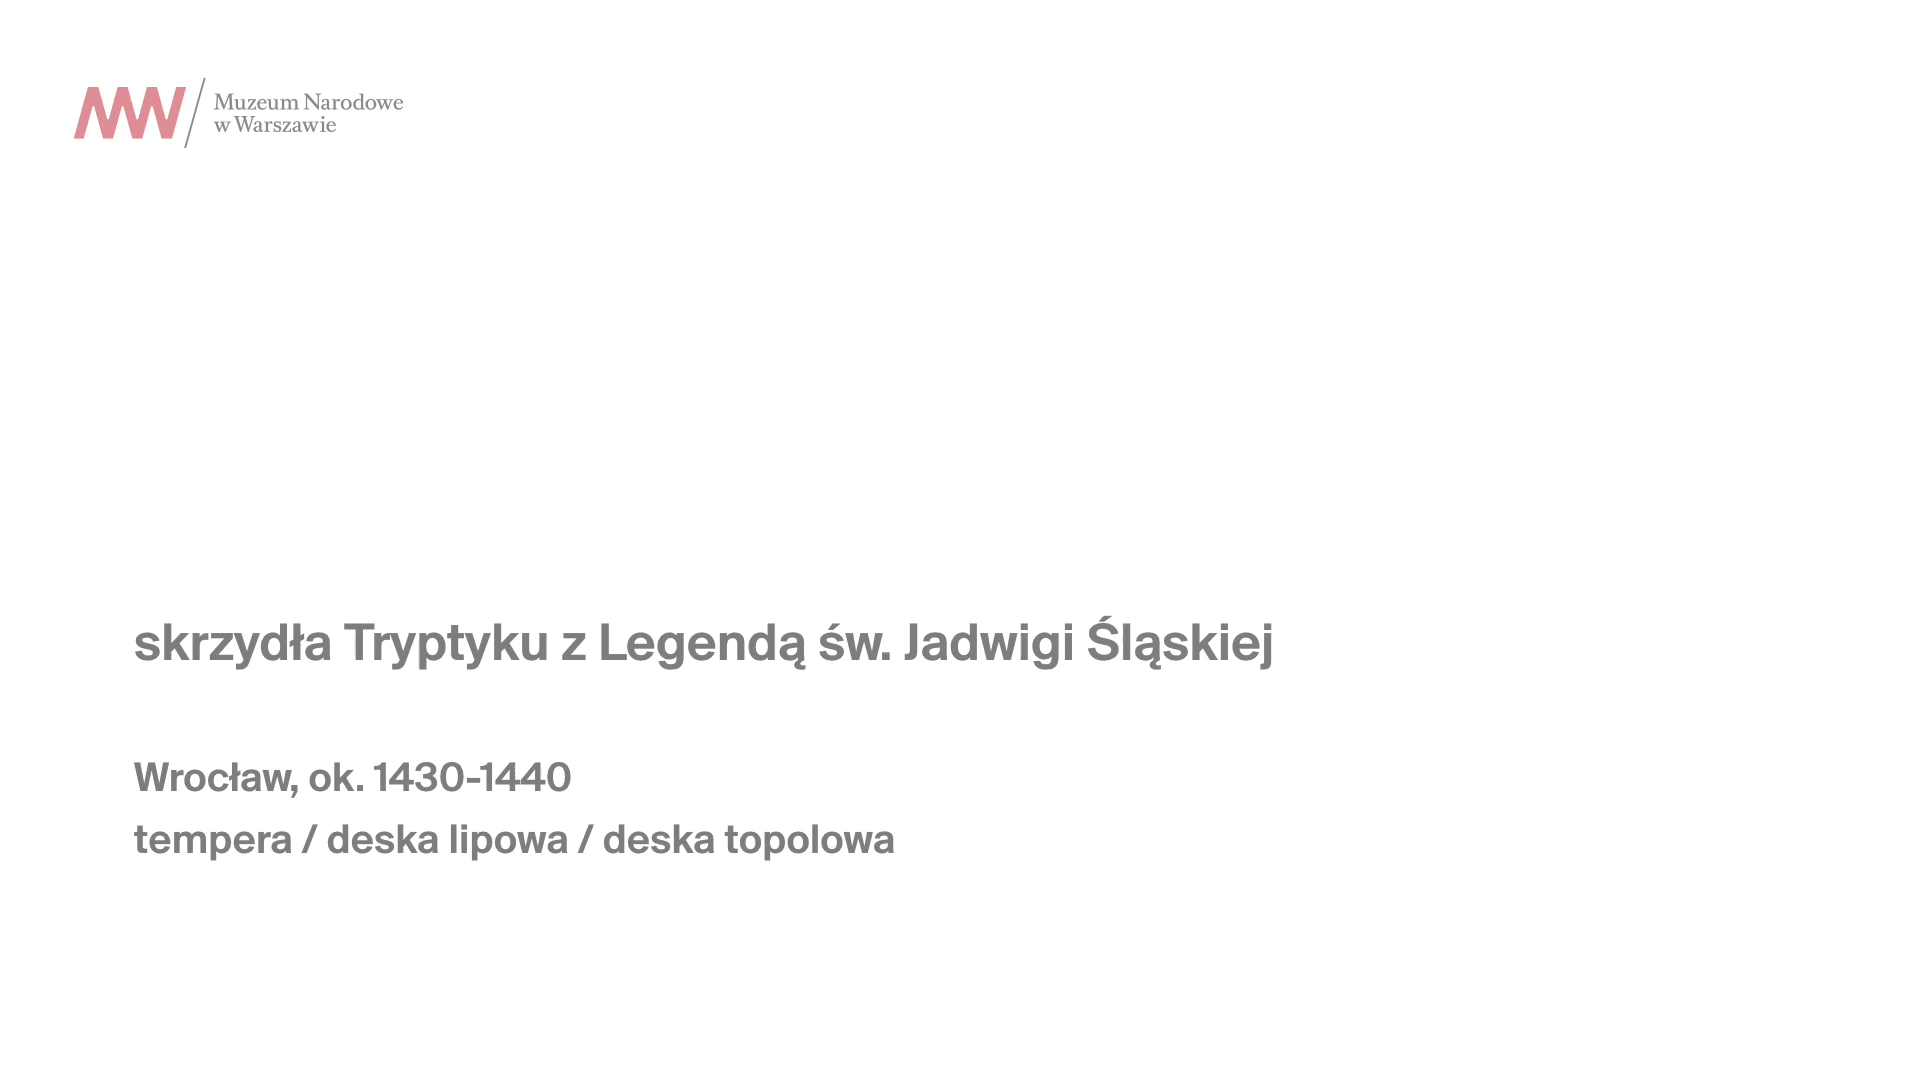 Muzeum Narodowe
w Warszawie
skrzydła Tryptyku z Legendą św. Jadwigi Śląskiej
Wrocław, ok. 1430-1440
tempera / deska lipowa / deska topolowa